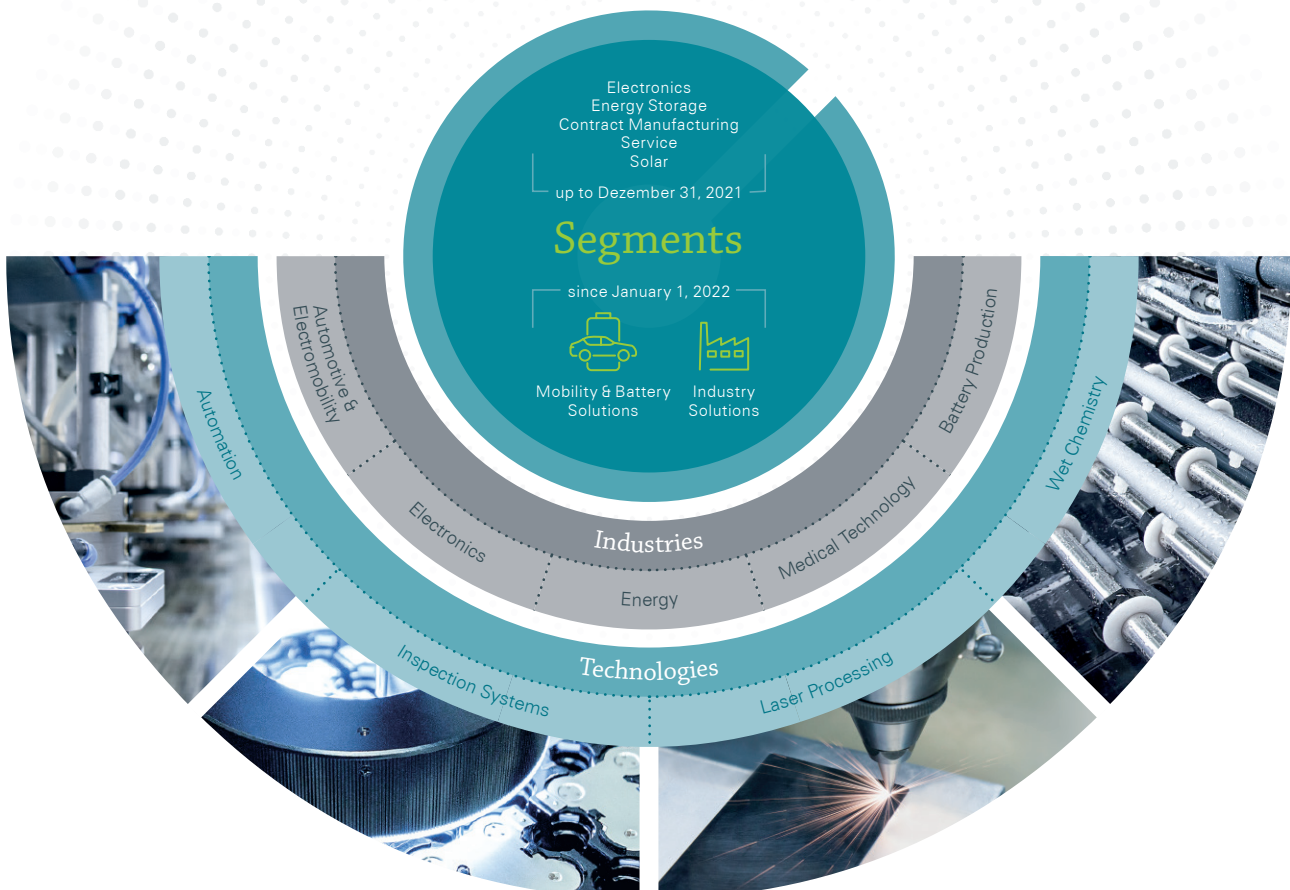 Electronics
Energy Storage
Contract Manufacturing
Service
Solar
up to Dezember 31, 2021
Segments
since January 1, 2022
Mobility & Battery
Solutions
Industry
Solutions
Industries
Automotive &
Electromobility
Electronics
Energy
Medical Technology
Battery Production
Technologies
Automation
Inspection Systems
Laser Processing
Wet Chemistry